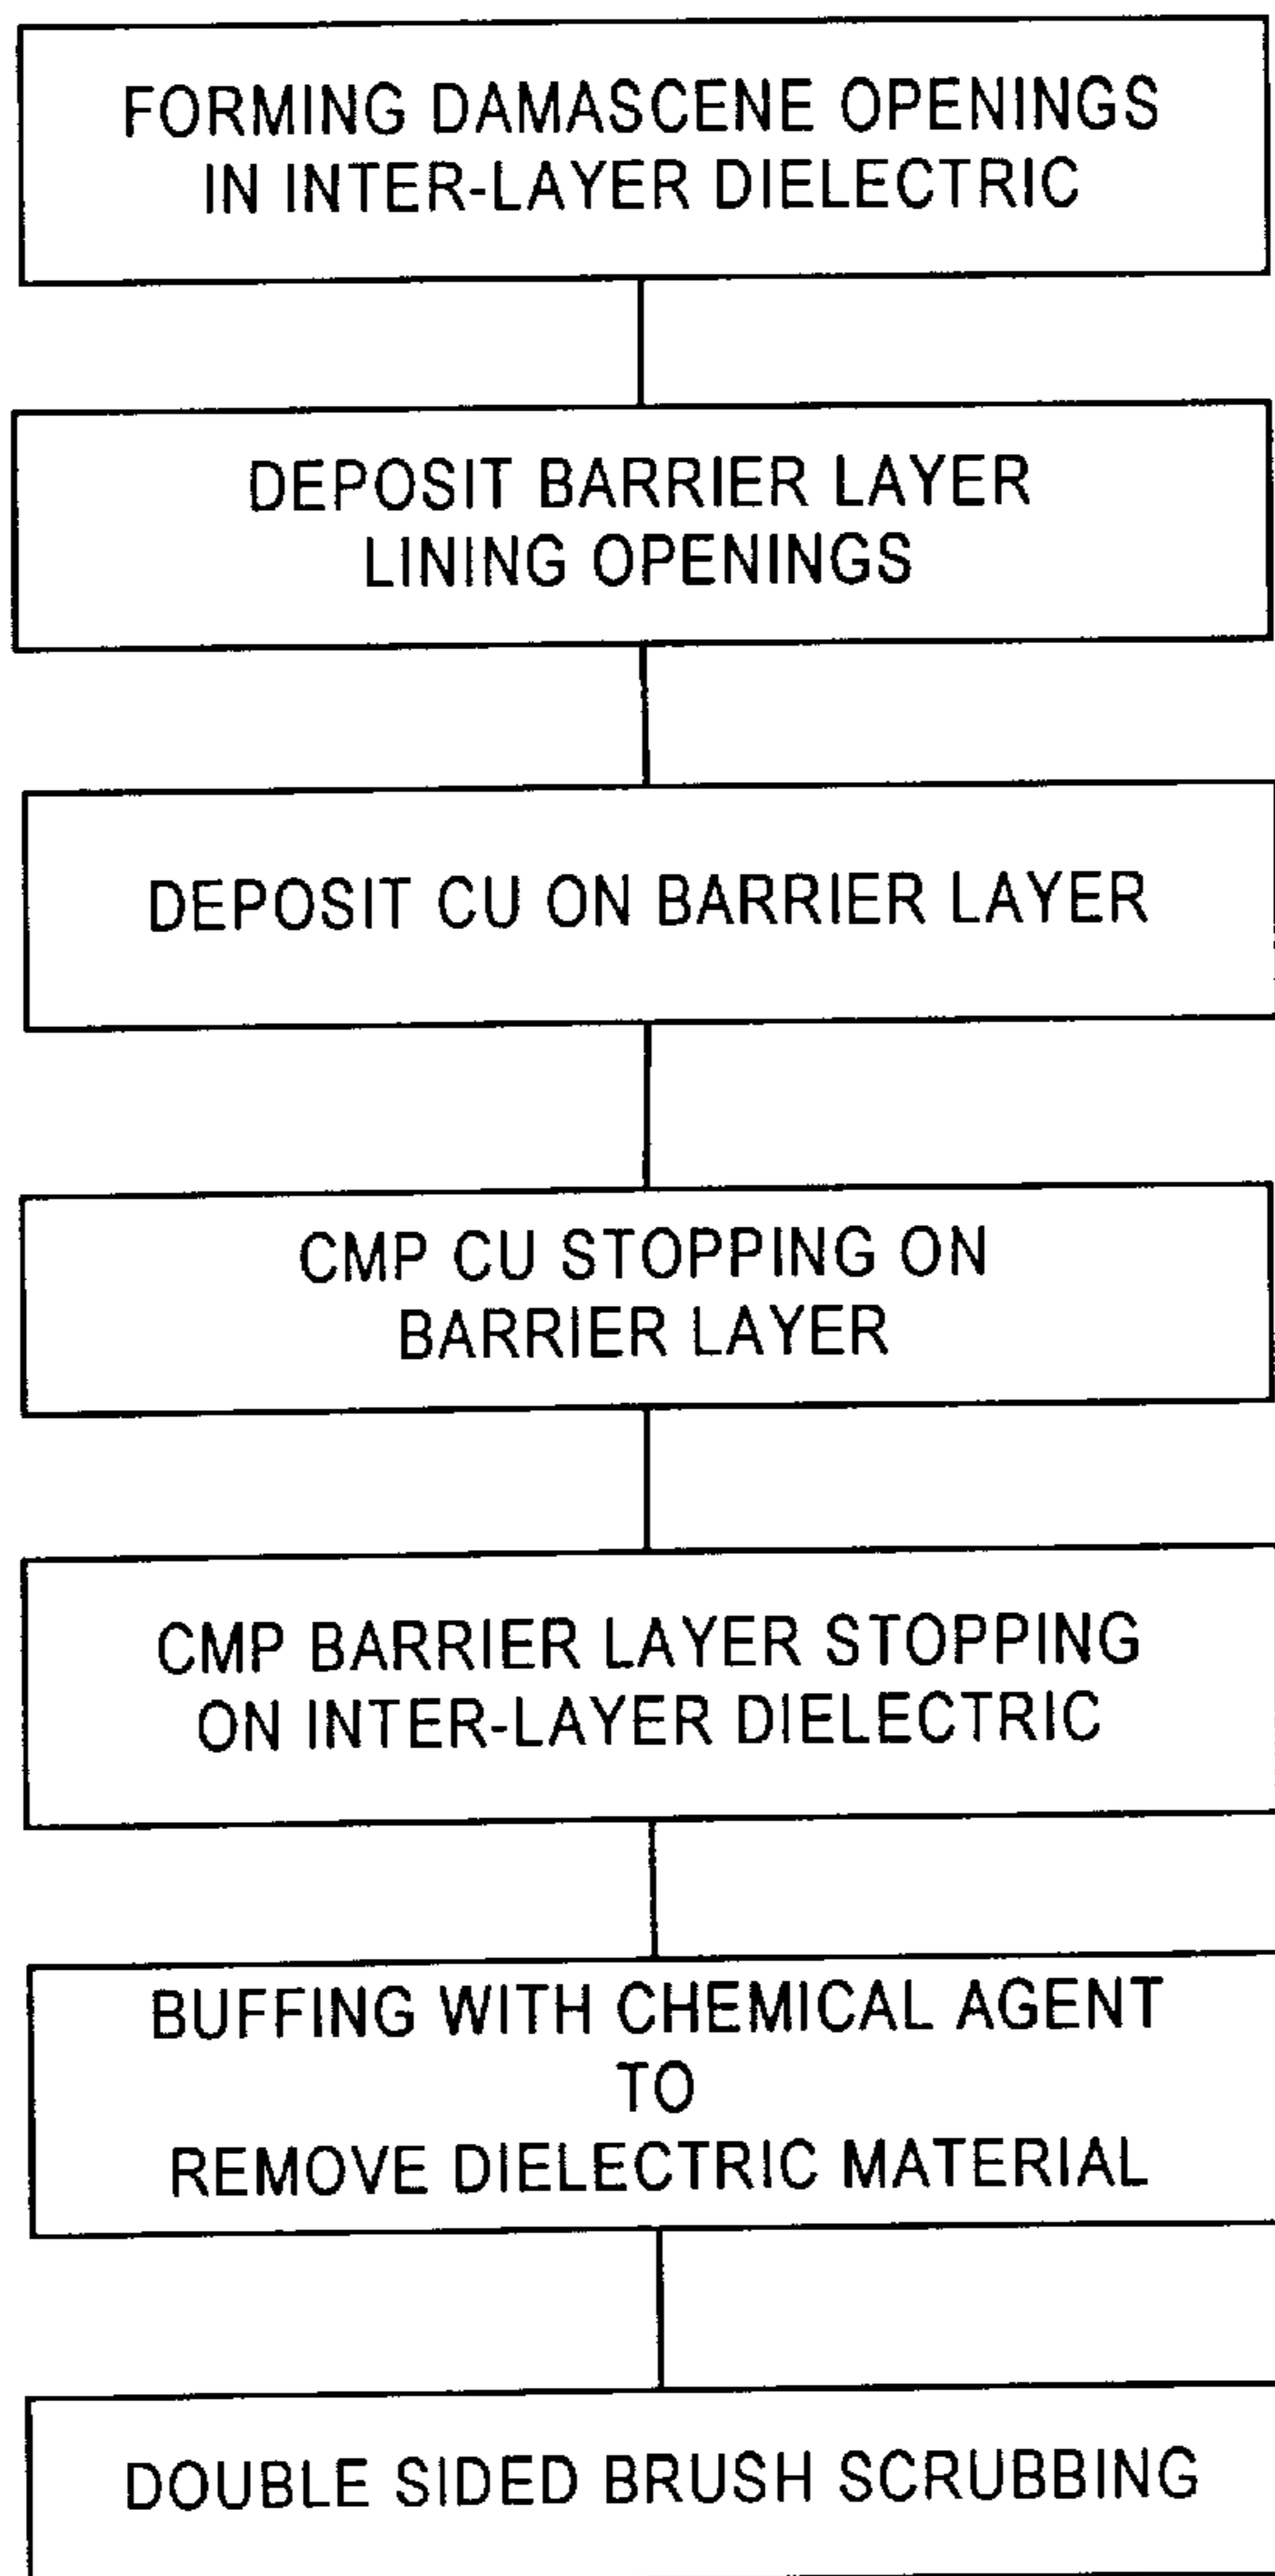 FORMING DAMASCENE OPENINGS
IN INTER-LAYER DIELECTRIC
DEPOSIT BARRIER LAYER
LINING OPENINGS
DEPOSIT CU ON BARRIER LAYER
CMP CU STOPPING ON
BARRIER LAYER
CMP BARRIER LAYER STOPPING
ON INTER-LAYER DIELECTRIC
BUFFING WITH CHEMICAL AGENT
TO
REMOVE DIELECTRIC MATERIAL
DOUBLE SIDED BRUSH SCRUBBING